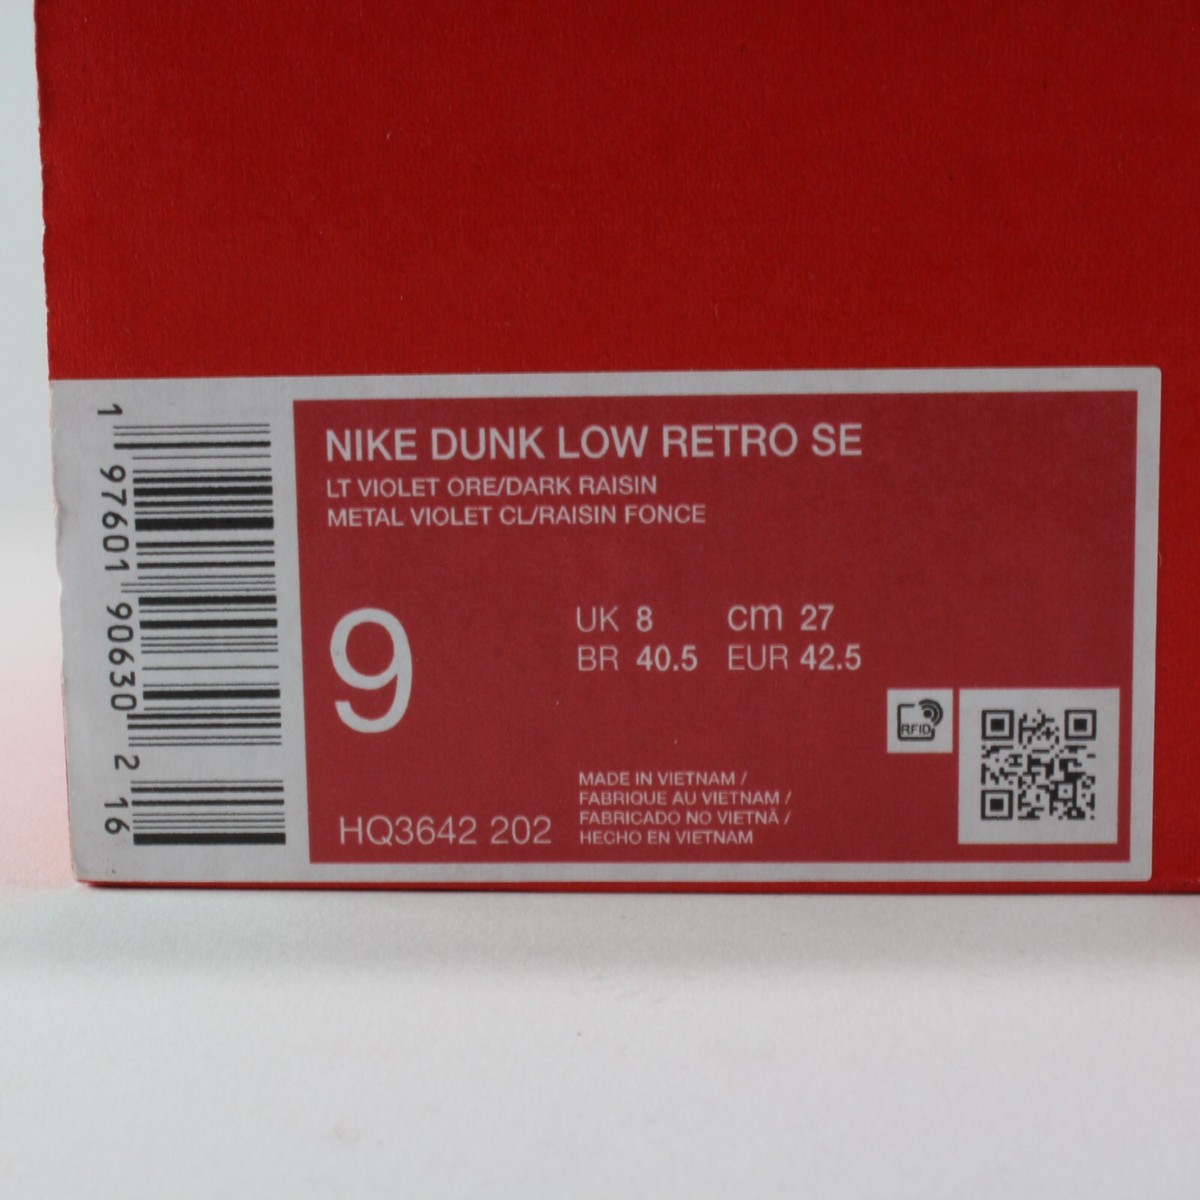 1 97601 90630 2 16
NIKE DUNK LOW RETRO SE
LT VIOLET ORE/DARK RAISIN
METAL VIOLET CL/RAISIN FONCE
9
UK 8 cm 27
BR 40.5 EUR 42.5
RFID
HQ3642 202
MADE IN VIETNAM /
FABRIQUE AU VIETNAM /
FABRICADO NO VIETNÃ /
HECHO EN VIETNAM